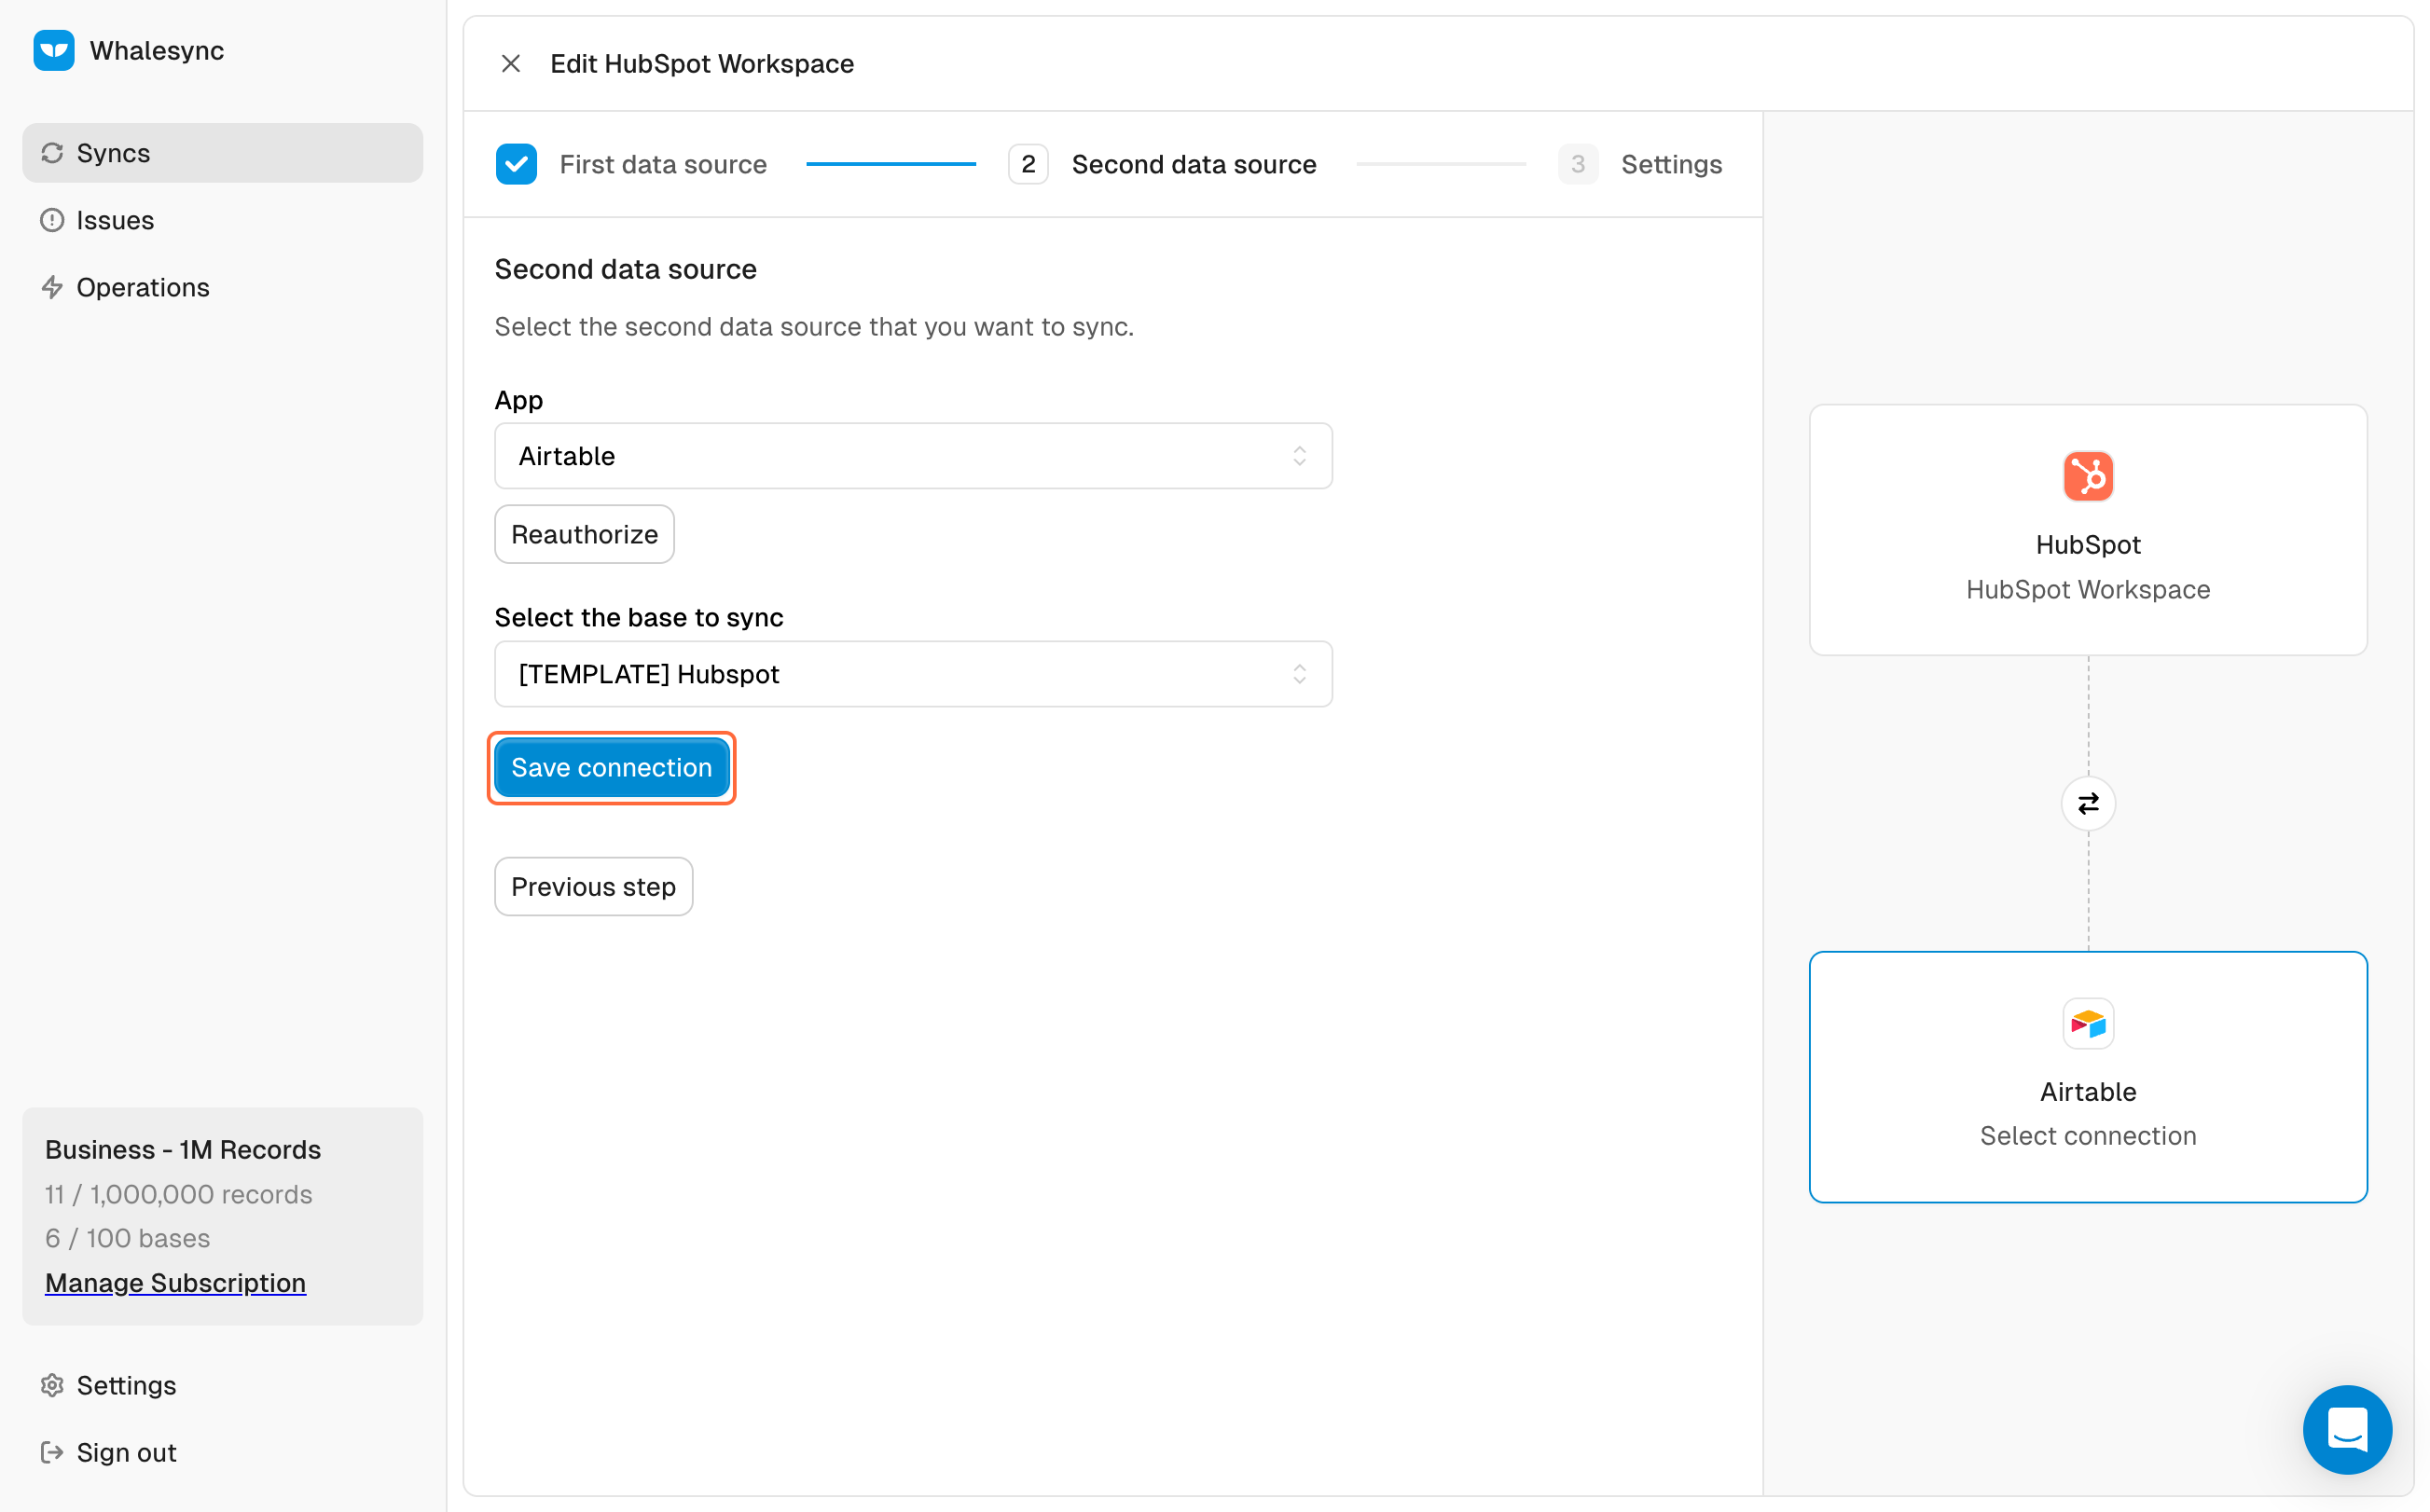 Whalesync
Syncs
Issues
Operations
Business - 1M Records
11 / 1,000,000 records
6 / 100 bases
Manage Subscription
Settings
Sign out
Edit HubSpot Workspace
First data source
2 Second data source
3 Settings
Second data source
Select the second data source that you want to sync.
App
Airtable
Reauthorize
Select the base to sync
[TEMPLATE] Hubspot
Save connection
Previous step
HubSpot
HubSpot Workspace
Airtable
Select connection